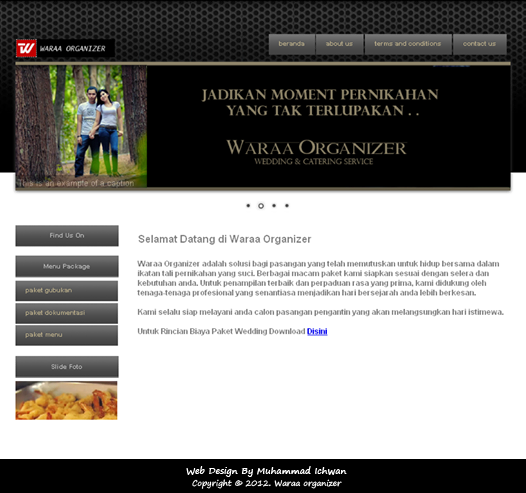 WARAA ORGANIZER
beranda
about us
terms and conditions
contact us
JADIKAN MOMENT PERNIKAHAN
YANG TAK TERLUPAKAN . .
WARAA ORGANIZER
WEDDING & CATERING SERVICE
This is an example of a caption
Find Us On
Menu Package
paket gubukan
paket dokumentasi
paket menu
Slide Foto
Selamat Datang di Waraa Organizer
Waraa Organizer adalah solusi bagi pasangan yang telah memutuskan untuk hidup bersama dalam
ikatan tali pernikahan yang suci. Berbagai macam paket kami siapkan sesuai dengan selera dan
kebutuhan anda. Untuk penampilan terbaik dan perpaduan rasa yang prima, kami didukung oleh
tenaga-tenaga profesional yang senantiasa menjadikan hari bersejarah anda lebih berkesan.
Kami selalu siap melayani anda calon pasangan pengantin yang akan melangsungkan hari istimewa.
Untuk Rincian Biaya Paket Wedding Download Disini
Web Design By Muhammad Ichwan
Copyright © 2012. Waraa organizer